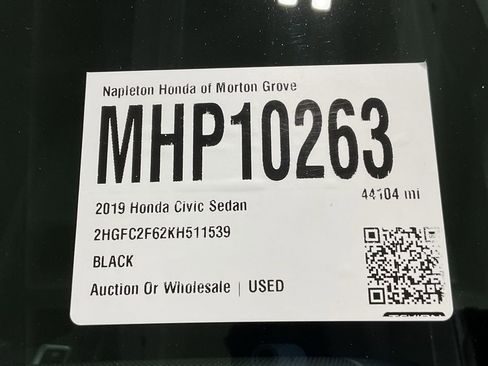 Napleton Honda of Morton Grove
MHP10263
44104 mi
2019 Honda Civic Sedan
2HGFC2F62KH511539
BLACK
Auction Or Wholesale | USED